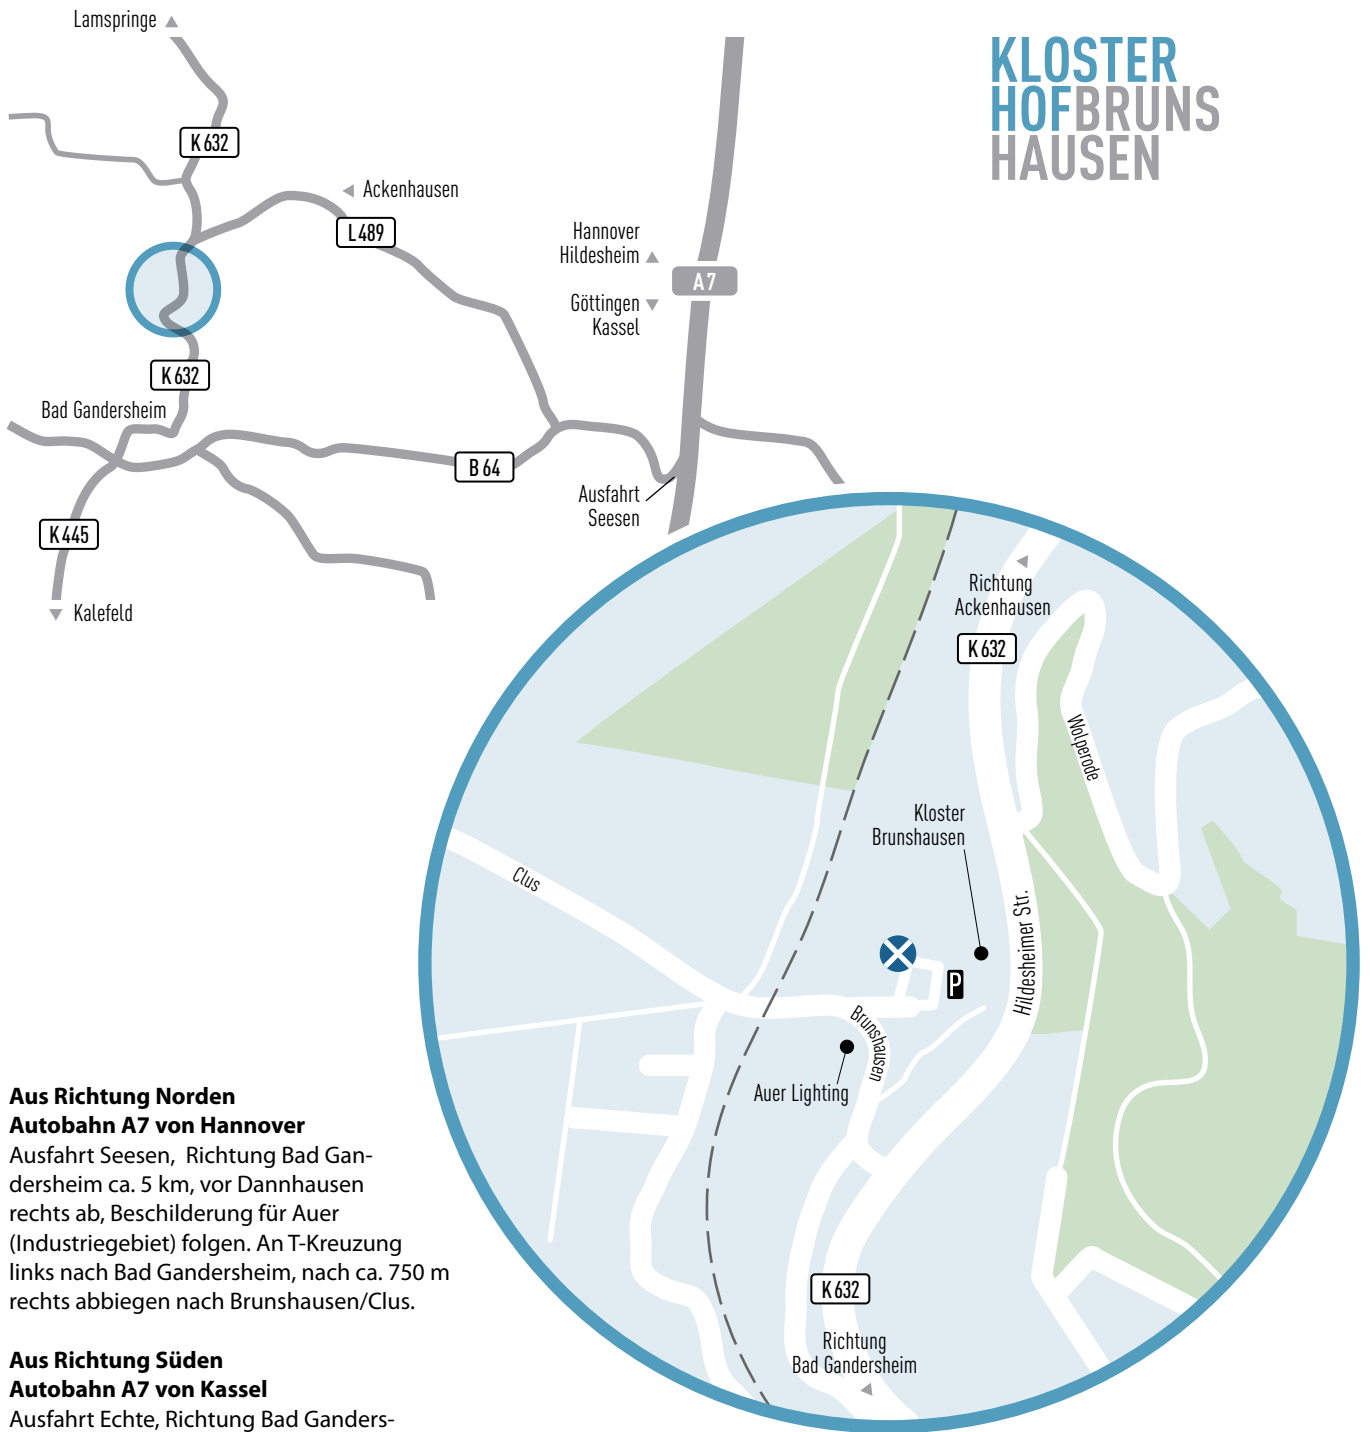 Lamspringe
KLOSTER
HOFBRUNS
HAUSEN
K 632
Ackenhausen
L 489
Hannover
Hildesheim
A 7
Göttingen
Kassel
K 632
Bad Gandersheim
B 64
Ausfahrt
Seesen
K 445
Kalefeld
Richtung
Ackenhausen
K 632
Wolperode
Kloster
Brunshausen
Clus
Hildesheimer Str.
P
Brunshausen
Auer Lighting
K 632
Richtung
Bad Gandersheim
Aus Richtung Norden
Autobahn A7 von Hannover
Ausfahrt Seesen, Richtung Bad Gan-
dersheim ca. 5 km, vor Dannhausen
rechts ab, Beschilderung für Auer
(Industriegebiet) folgen. An T-Kreuzung
links nach Bad Gandersheim, nach ca. 750 m
rechts abbiegen nach Brunshausen/Clus.
Aus Richtung Süden
Autobahn A7 von Kassel
Ausfahrt Echte, Richtung Bad Ganders-